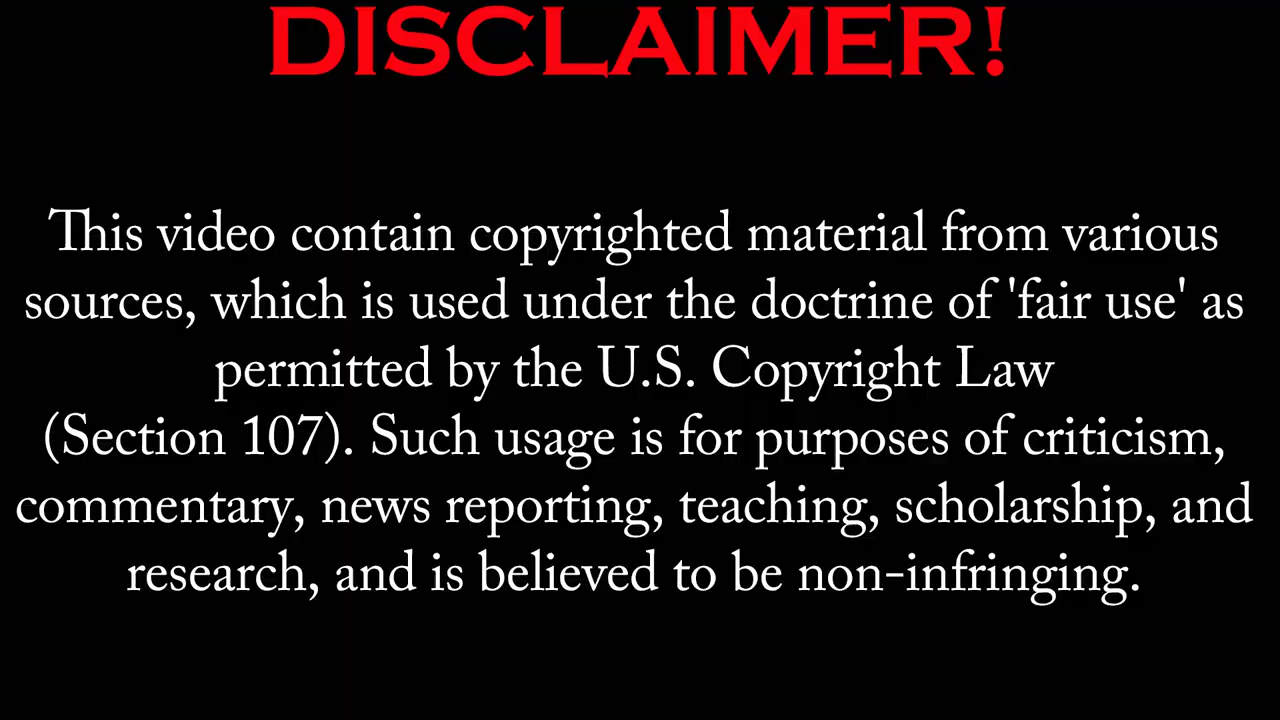 DISCLAIMER!
This video contain copyrighted material from various
sources, which is used under the doctrine of 'fair use' as
permitted by the U.S. Copyright Law
(Section 107). Such usage is for purposes of criticism,
commentary, news reporting, teaching, scholarship, and
research, and is believed to be non-infringing.